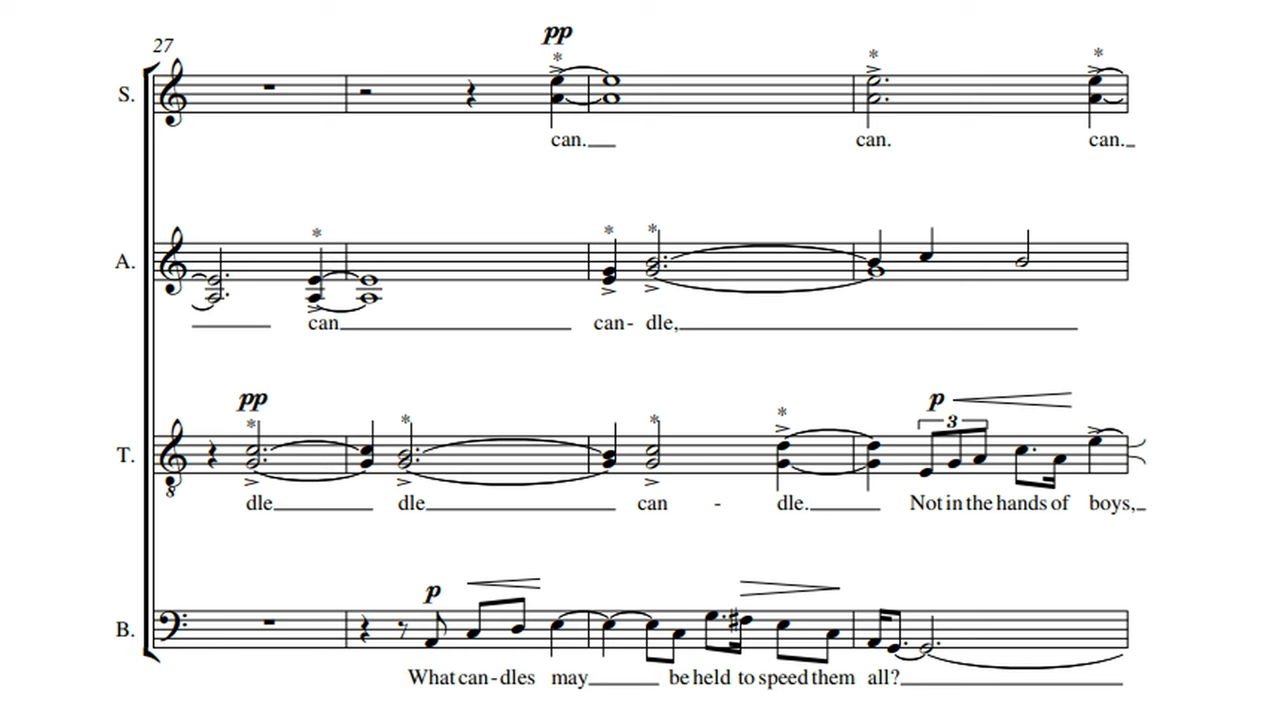 27
pp
* * *
S.
can. can. can.
* * *
A.
can can- dle,
pp p
* * * * 3
T.
8
dle dle can - dle. Not in the hands of boys,
p
B.
What can - dles may be held to speed them all?